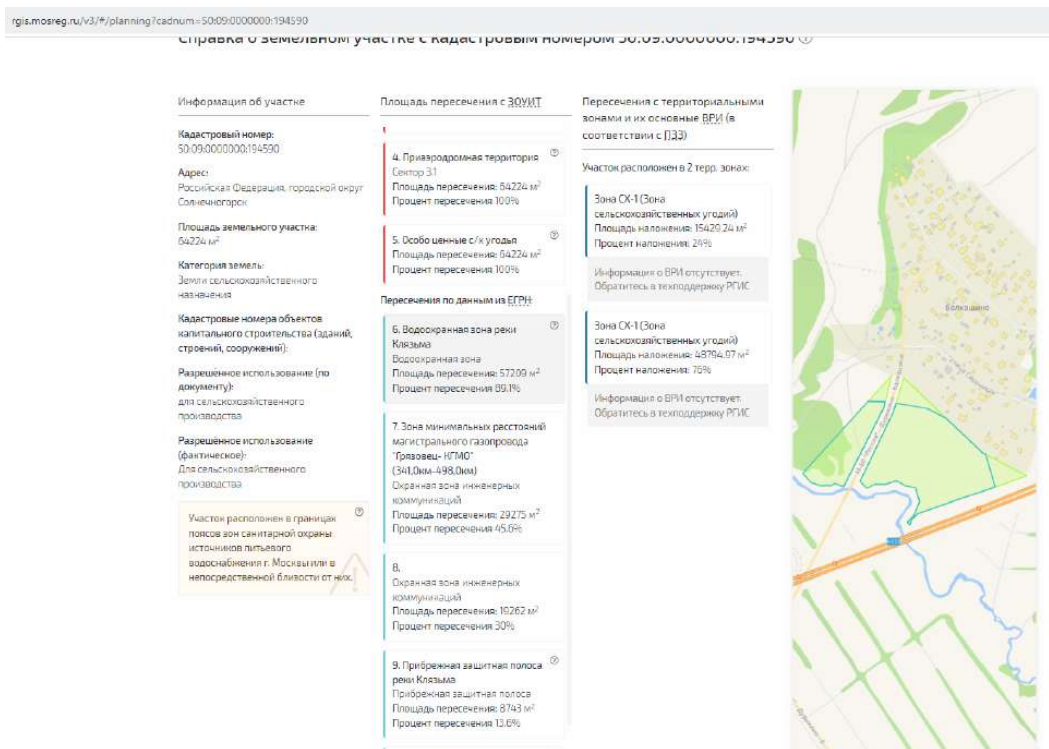 rgis.mosreg.ru/v3/#/planning?cadnum=50:09:0000000:194590
Справка о земельном участке с кадастровым номером 50:09:0000000:194590
Информация об участке
Кадастровый номер:
50:09:0000000:194590
Адрес:
Российская Федерация, городской округ
Солнечногорск
Площадь земельного участка:
64224 м²
Категория земель:
Земли сельскохозяйственного
назначения
Кадастровые номера объектов
капитального строительства (зданий,
строений, сооружений):
Разрешённое использование (по
документу):
для сельскохозяйственного
производства
Разрешённое использование
(фактическое):
Для сельскохозяйственного
производства
Участок расположен в границах
поясов зон санитарной охраны
источников питьевого
водоснабжения г. Москвы или в
непосредственной близости от них.
Площадь пересечения с ЗОУИТ
4. Приаэродромная территория
Сектор 3.1
Площадь пересечения: 64224 м²
Процент пересечения 100%
5. Особо ценные с/х угодья
Площадь пересечения: 64224 м²
Процент пересечения 100%
Пересечения по данным из ЕГРН:
6. Водоохранная зона реки
Клязьма
Водоохранная зона
Площадь пересечения: 57209 м²
Процент пересечения 89.1%
7. Зона минимальных расстояний
магистрального газопровода
"Грязовец- КГМО"
(341,0км-498,0км)
Охранная зона инженерных
коммуникаций
Площадь пересечения: 29275 м²
Процент пересечения 45.6%
8.
Охранная зона инженерных
коммуникаций
Площадь пересечения: 19262 м²
Процент пересечения 30%
9. Прибрежная защитная полоса
реки Клязьма
Прибрежная защитная полоса
Площадь пересечения: 8743 м²
Процент пересечения 13.6%
Пересечения с территориальными
зонами и их основные ВРИ (в
соответствии с ПЗЗ)
Участок расположен в 2 терр. зонах:
Зона СХ-1 (Зона
сельскохозяйственных угодий)
Площадь наложения: 15429.24 м²
Процент наложения: 24%
Информация о ВРИ отсутствует.
Обратитесь в техподдержку РГИС
Зона СХ-1 (Зона
сельскохозяйственных угодий)
Площадь наложения: 48794.97 м²
Процент наложения: 76%
Информация о ВРИ отсутствует.
Обратитесь в техподдержку РГИС
Болкашино